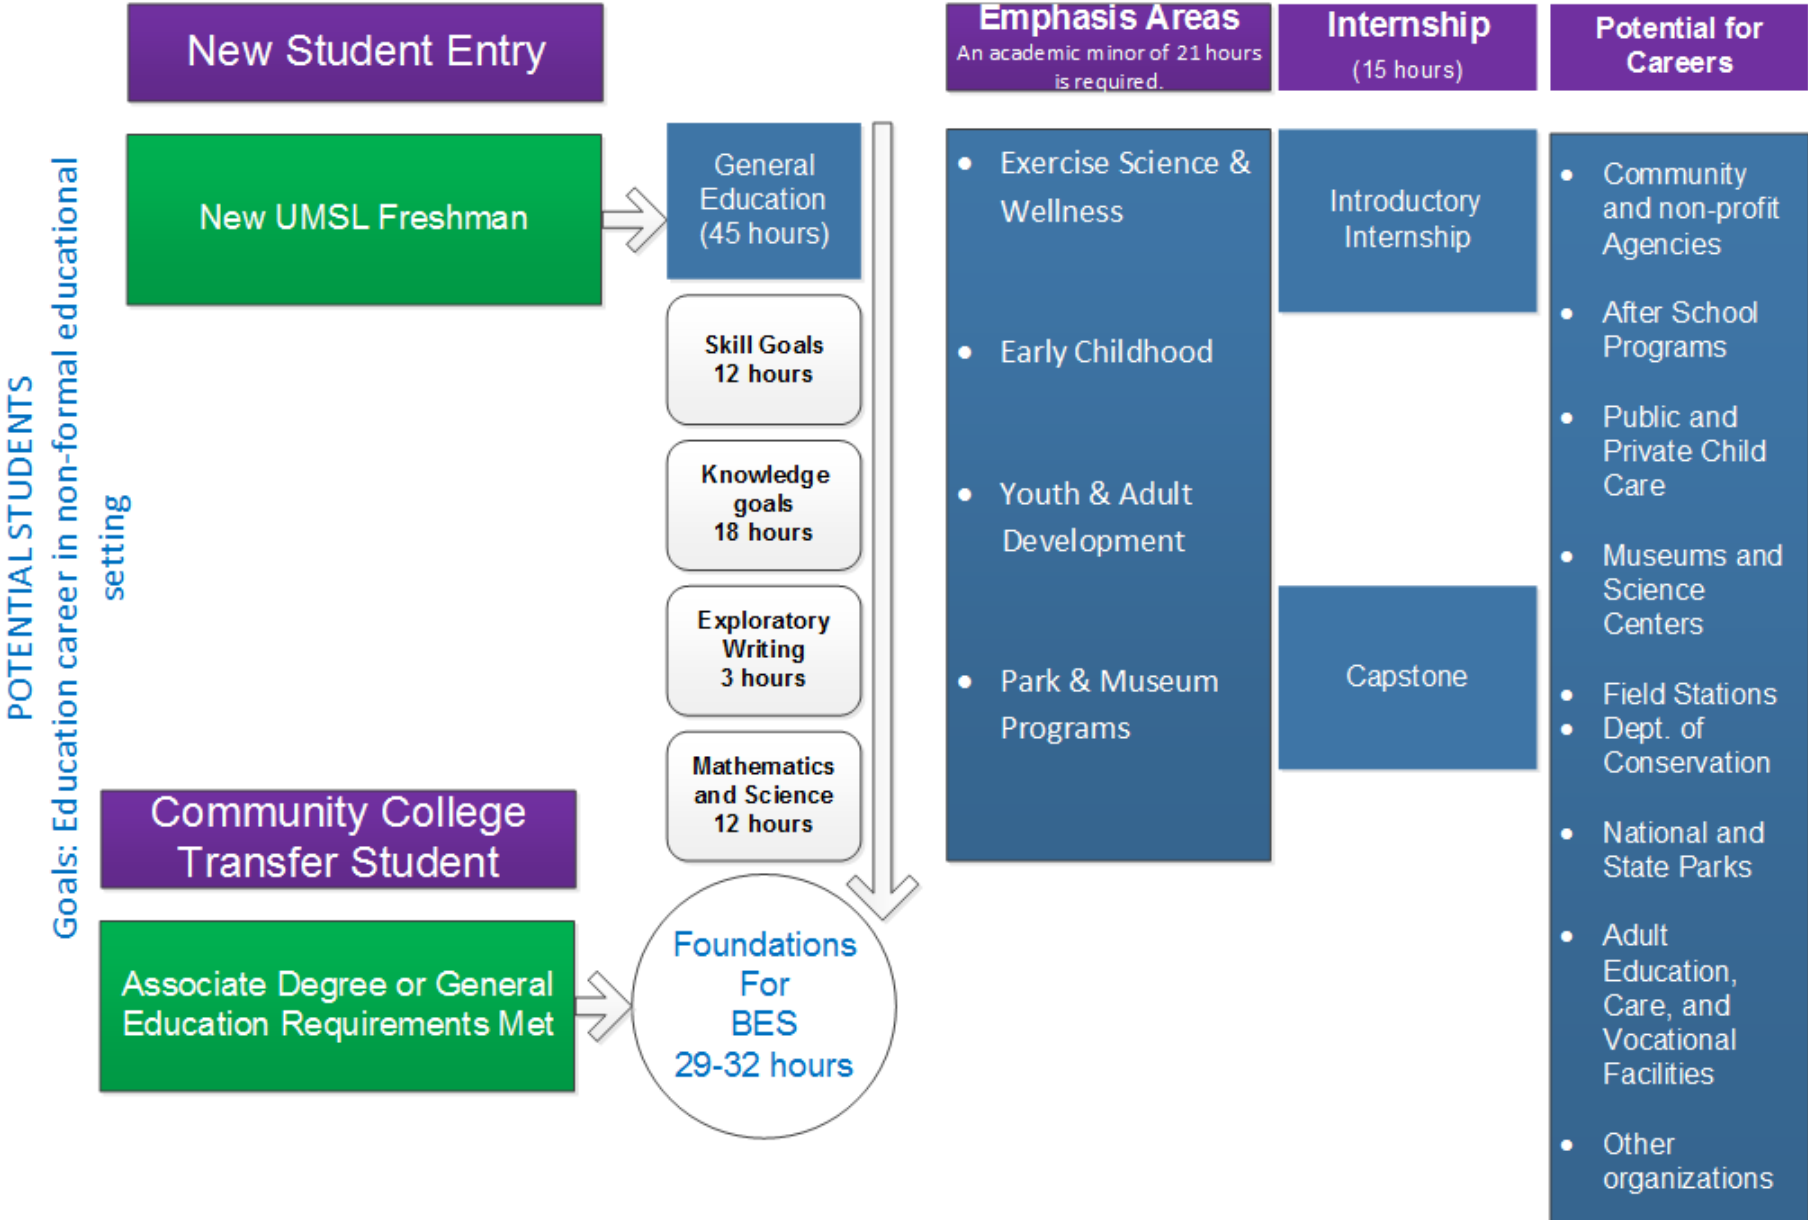 POTENTIAL STUDENTS
Goals: Education career in non-formal educational
setting
New Student Entry
New UMSL Freshman
General
Education
(45 hours)
Skill Goals
12 hours
Knowledge
goals
18 hours
Exploratory
Writing
3 hours
Mathematics
and Science
12 hours
Community College
Transfer Student
Associate Degree or General
Education Requirements Met
Foundations
For
BES
29-32 hours
Emphasis Areas
An academic minor of 21 hours
is required.
• Exercise Science &
Wellness
• Early Childhood
• Youth & Adult
Development
• Park & Museum
Programs
Internship
(15 hours)
Introductory
Internship
Capstone
Potential for
Careers
• Community
and non-profit
Agencies
• After School
Programs
• Public and
Private Child
Care
• Museums and
Science
Centers
• Field Stations
• Dept. of
Conservation
• National and
State Parks
• Adult
Education,
Care, and
Vocational
Facilities
• Other
organizations